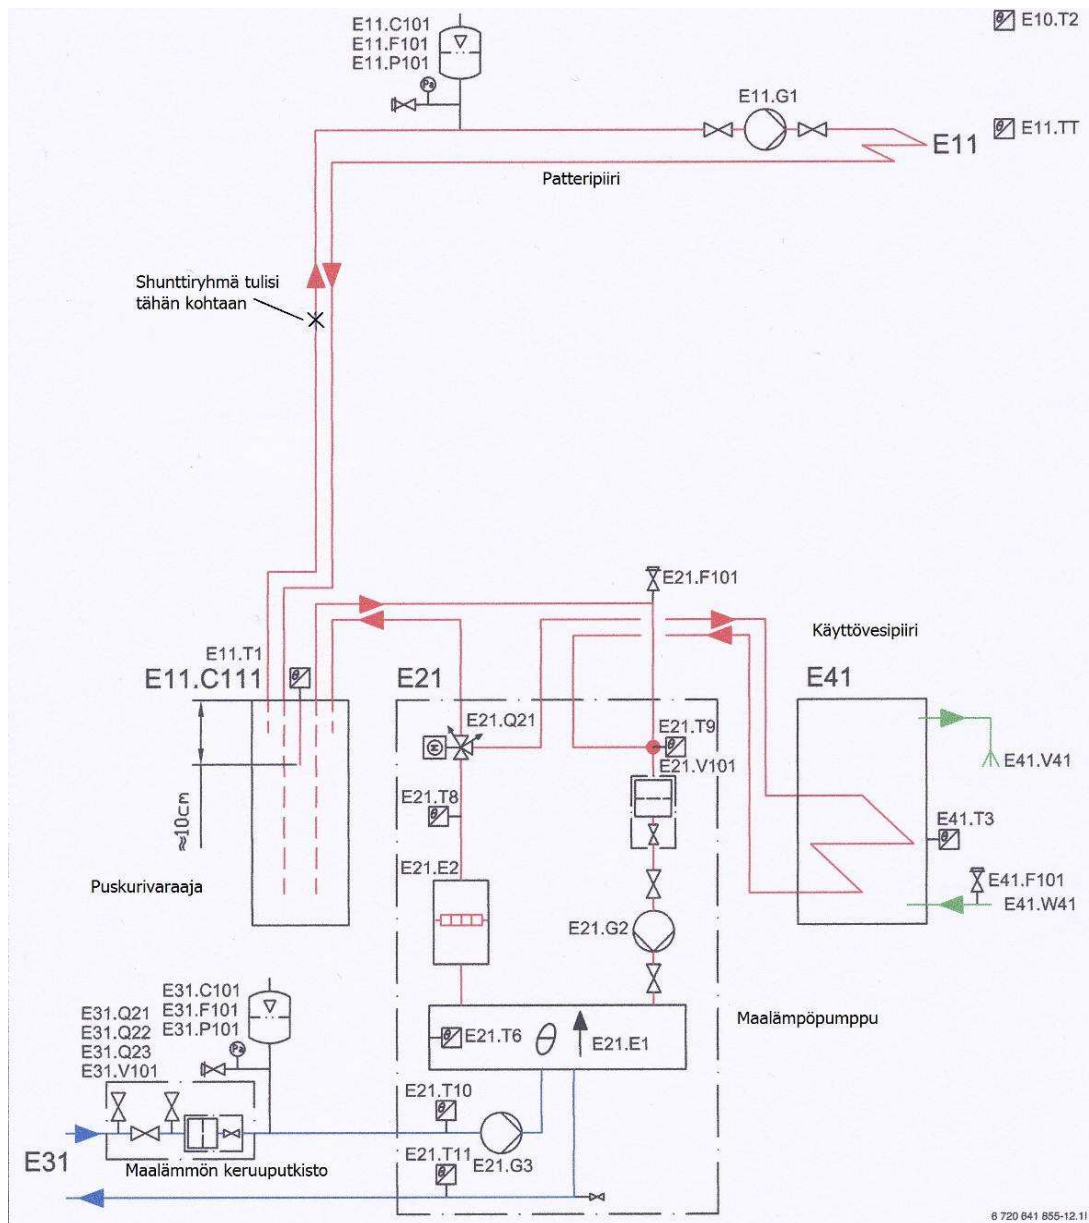 E11.C101
E11.F101
E11.P101
Pa
E11.G1
E10.T2
E11
E11.TT
Patteripiiri
Shunttiryhmä tulisi
tähän kohtaan
E21.F101
Käyttövesipiiri
E11.T1
E11.C111
E21
E41
E21.Q21
M
E21.T9
E21.V101
E41.V41
E21.T8
≈10cm
E41.T3
E21.E2
Puskurivaraaja
E41.F101
E41.W41
E21.G2
Maalämpöpumppu
E31.C101
E31.F101
E31.P101
E31.Q21
E31.Q22
E31.Q23
E31.V101
Pa
E21.T6
E21.E1
E21.T10
E21.G3
E21.T11
E31
Maalämmön keruuputkisto
6 720 641 855-12.1I